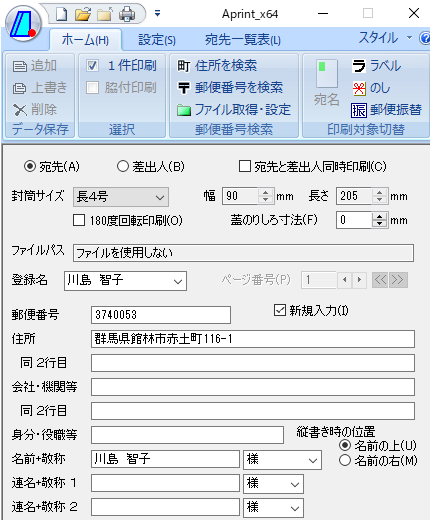 Aprint_x64
ホーム(H) 設定(S) 宛先一覧表(L) スタイル
追加 1件印刷 町 住所を検索 ラ ラベル
上書き 脇付印刷 〒 郵便番号を検索 のし
削除 ファイル取得・設定 宛名 振 郵便振替
データ保存 選択 郵便番号検索 印刷対象切替
宛先(A) 差出人(B) 宛先と差出人同時印刷(C)
封筒サイズ 長4号 幅 90 mm 長さ 205 mm
180度回転印刷(O) 蓋のりしろ寸法(F) 0 mm
ファイルパス ファイルを使用しない
登録名 川島 智子 ページ番号(P) 1
郵便番号 3740053 新規入力(I)
住所 群馬県館林市赤土町116-1
同 2行目
会社・機関等
同 2行目
身分・役職等 縦書き時の位置
名前の上(U)
名前+敬称 川島 智子 様 名前の右(M)
連名+敬称 1 様
連名+敬称 2 様